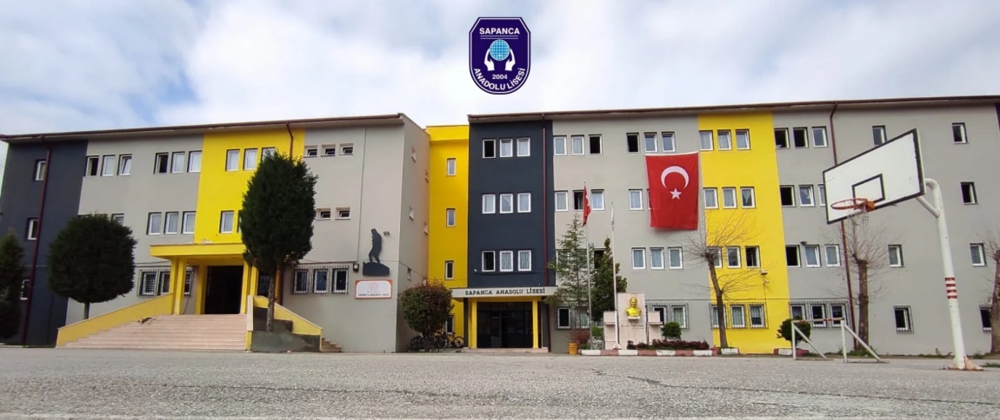 SAPANCA
2004
ANADOLU LİSESİ
SAPANCA ANADOLU LİSESİ